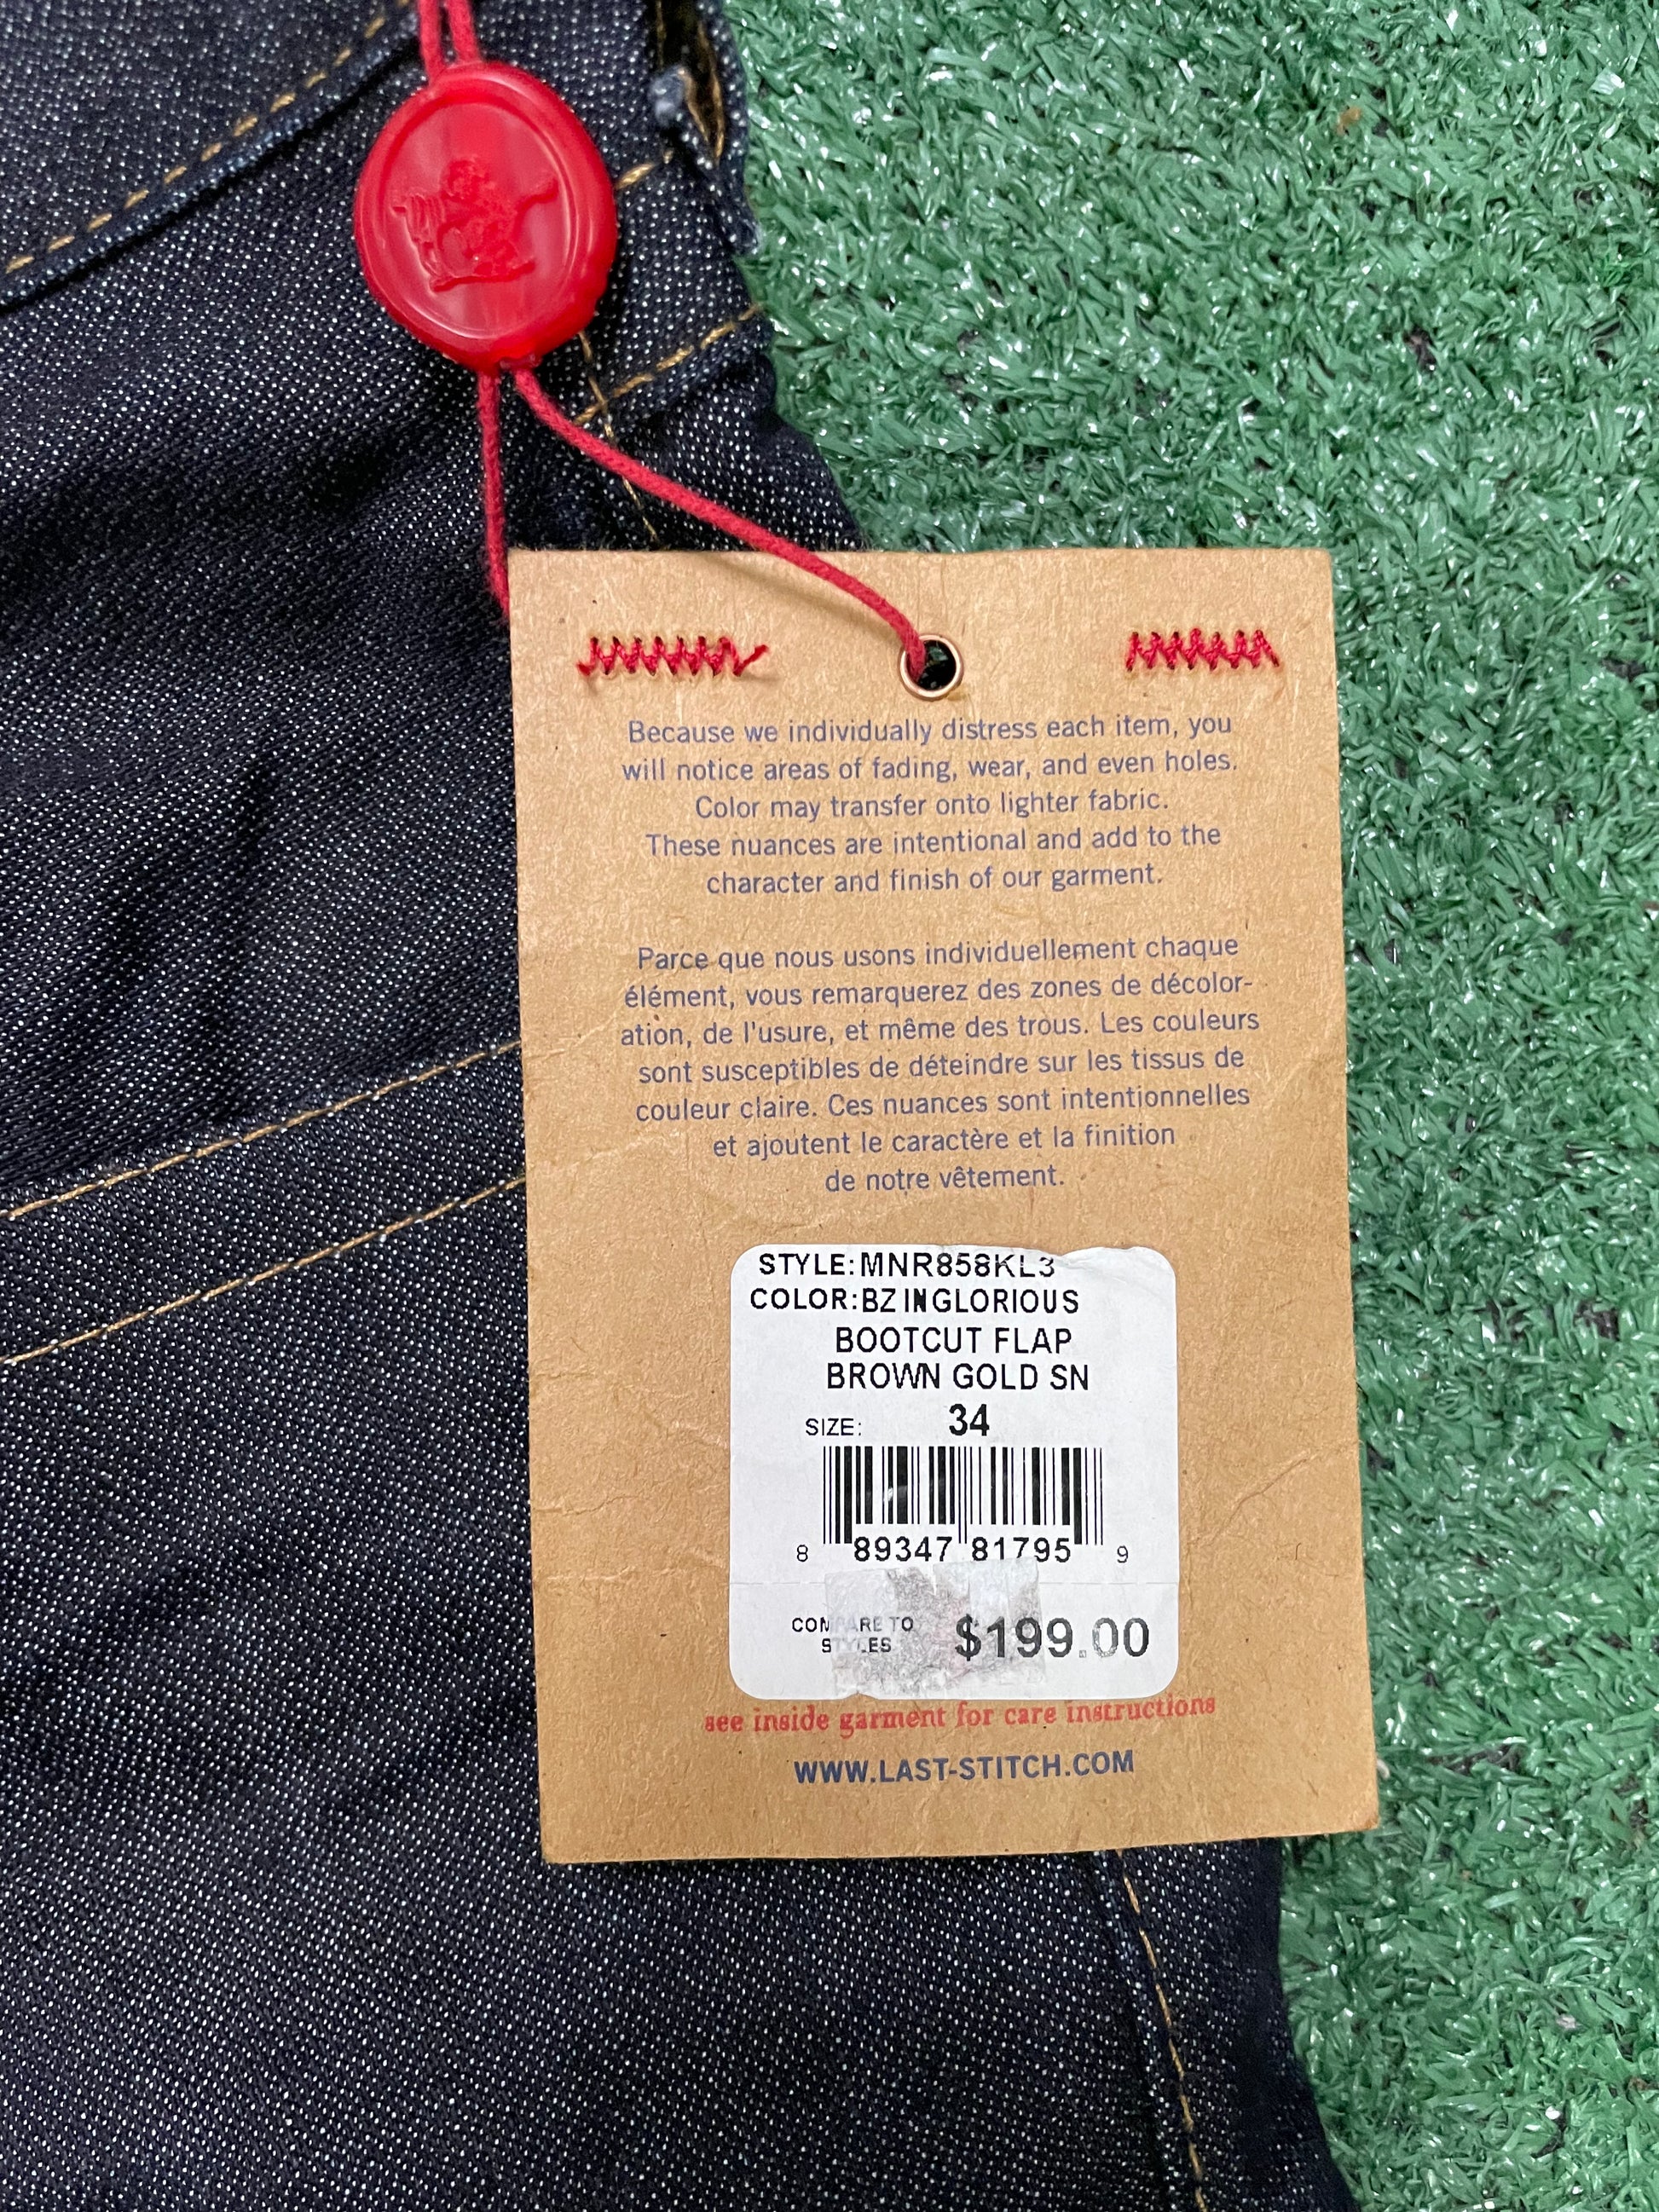 Because we individually distress each item, you
will notice areas of fading, wear, and even holes.
Color may transfer onto lighter fabric.
These nuances are intentional and add to the
character and finish of our garment.
Parce que nous usons individuellement chaque
élément, vous remarquerez des zones de décolor-
ation, de l'usure, et même des trous. Les couleurs
sont susceptibles de déteindre sur les tissus de
couleur claire. Ces nuances sont intentionnelles
et ajoutent le caractère et la finition
de notre vêtement.
STYLE:MNR858KL3
COLOR:BZ INGLORIOUS
BOOTCUT FLAP
BROWN GOLD SN
SIZE: 34
8 89347 81795 9
COMPARE TO
STYLES $199.00
see inside garment for care instructions
WWW.LAST-STITCH.COM